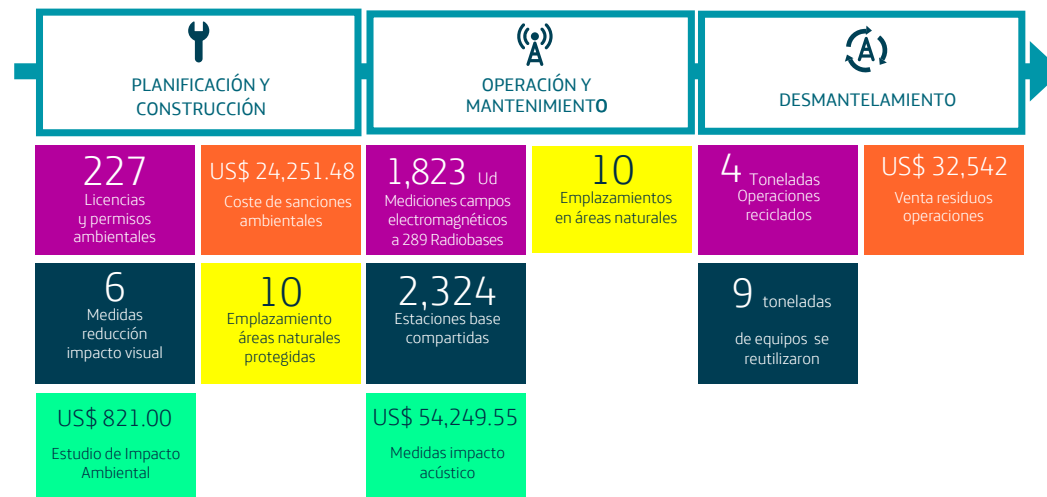 PLANIFICACIÓN Y
CONSTRUCCIÓN
OPERACIÓN Y
MANTENIMIENTO
DESMANTELAMIENTO
227
Licencias
y permisos
ambientales
US$ 24,251.48
Coste de sanciones
ambientales
1,823 Ud
Mediciones campos
electromagnéticos
a 289 Radiobases
10
Emplazamientos
en áreas naturales
4 Toneladas
Operaciones
reciclados
US$ 32,542
Venta residuos
operaciones
6
Medidas
reducción
impacto visual
10
Emplazamiento
áreas naturales
protegidas
2,324
Estaciones base
compartidas
9 toneladas
de equipos se
reutilizaron
US$ 821.00
Estudio de Impacto
Ambiental
US$ 54,249.55
Medidas impacto
acústico